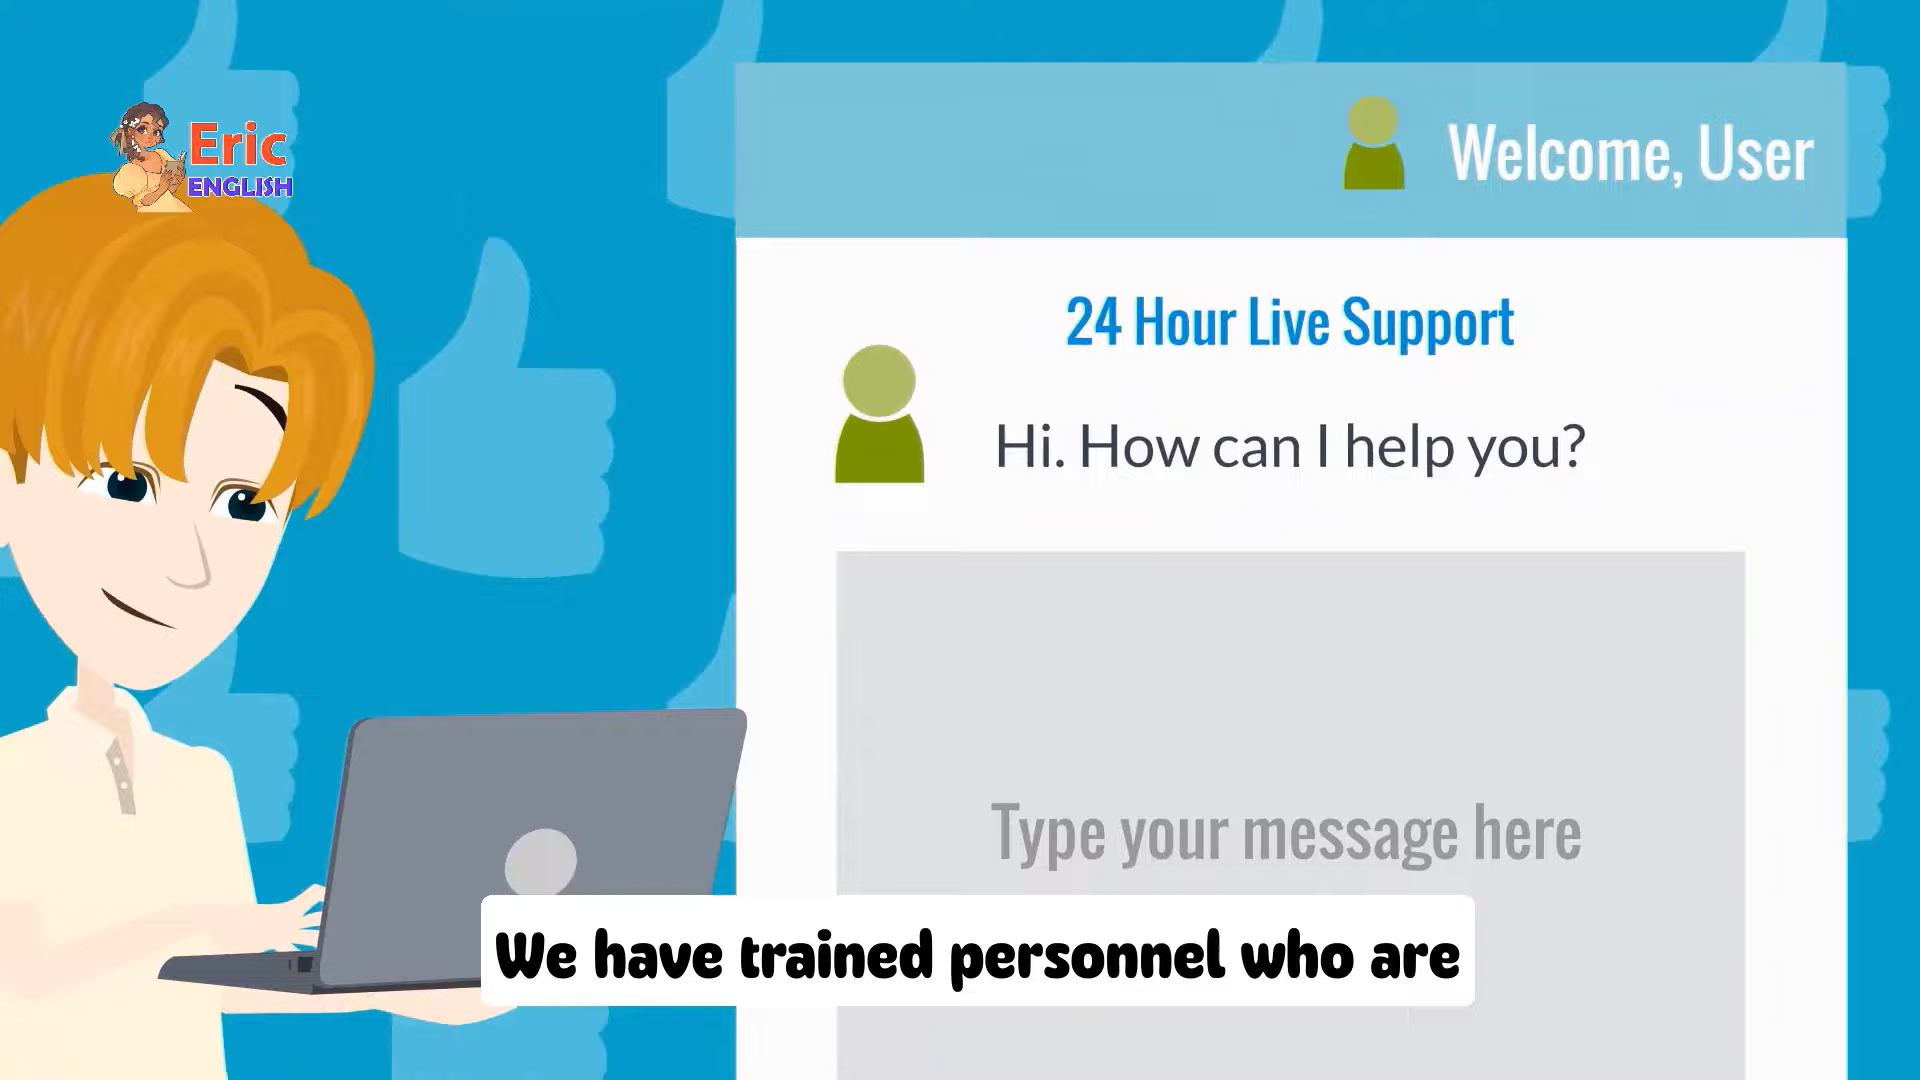 Eric
ENGLISH
Welcome, User
24 Hour Live Support
Hi. How can I help you?
Type your message here
We have trained personnel who are